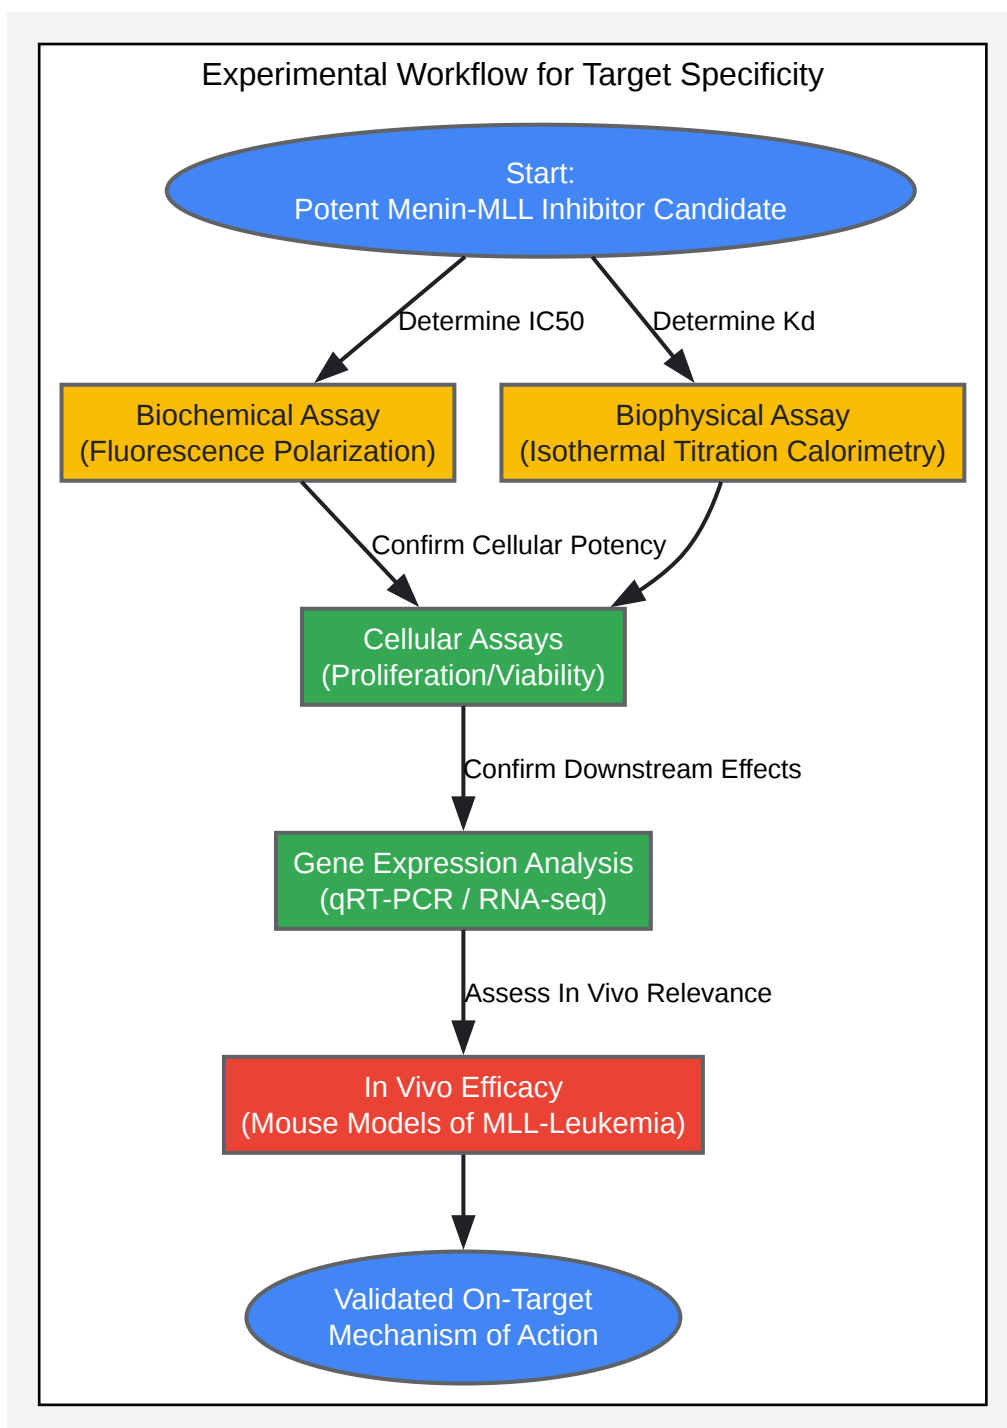 Experimental Workflow for Target Specificity
Start:
Potent Menin-MLL Inhibitor Candidate
Determine IC50
Determine Kd
Biochemical Assay
(Fluorescence Polarization)
Biophysical Assay
(Isothermal Titration Calorimetry)
Confirm Cellular Potency
Cellular Assays
(Proliferation/Viability)
Confirm Downstream Effects
Gene Expression Analysis
(qRT-PCR / RNA-seq)
Assess In Vivo Relevance
In Vivo Efficacy
(Mouse Models of MLL-Leukemia)
Validated On-Target
Mechanism of Action